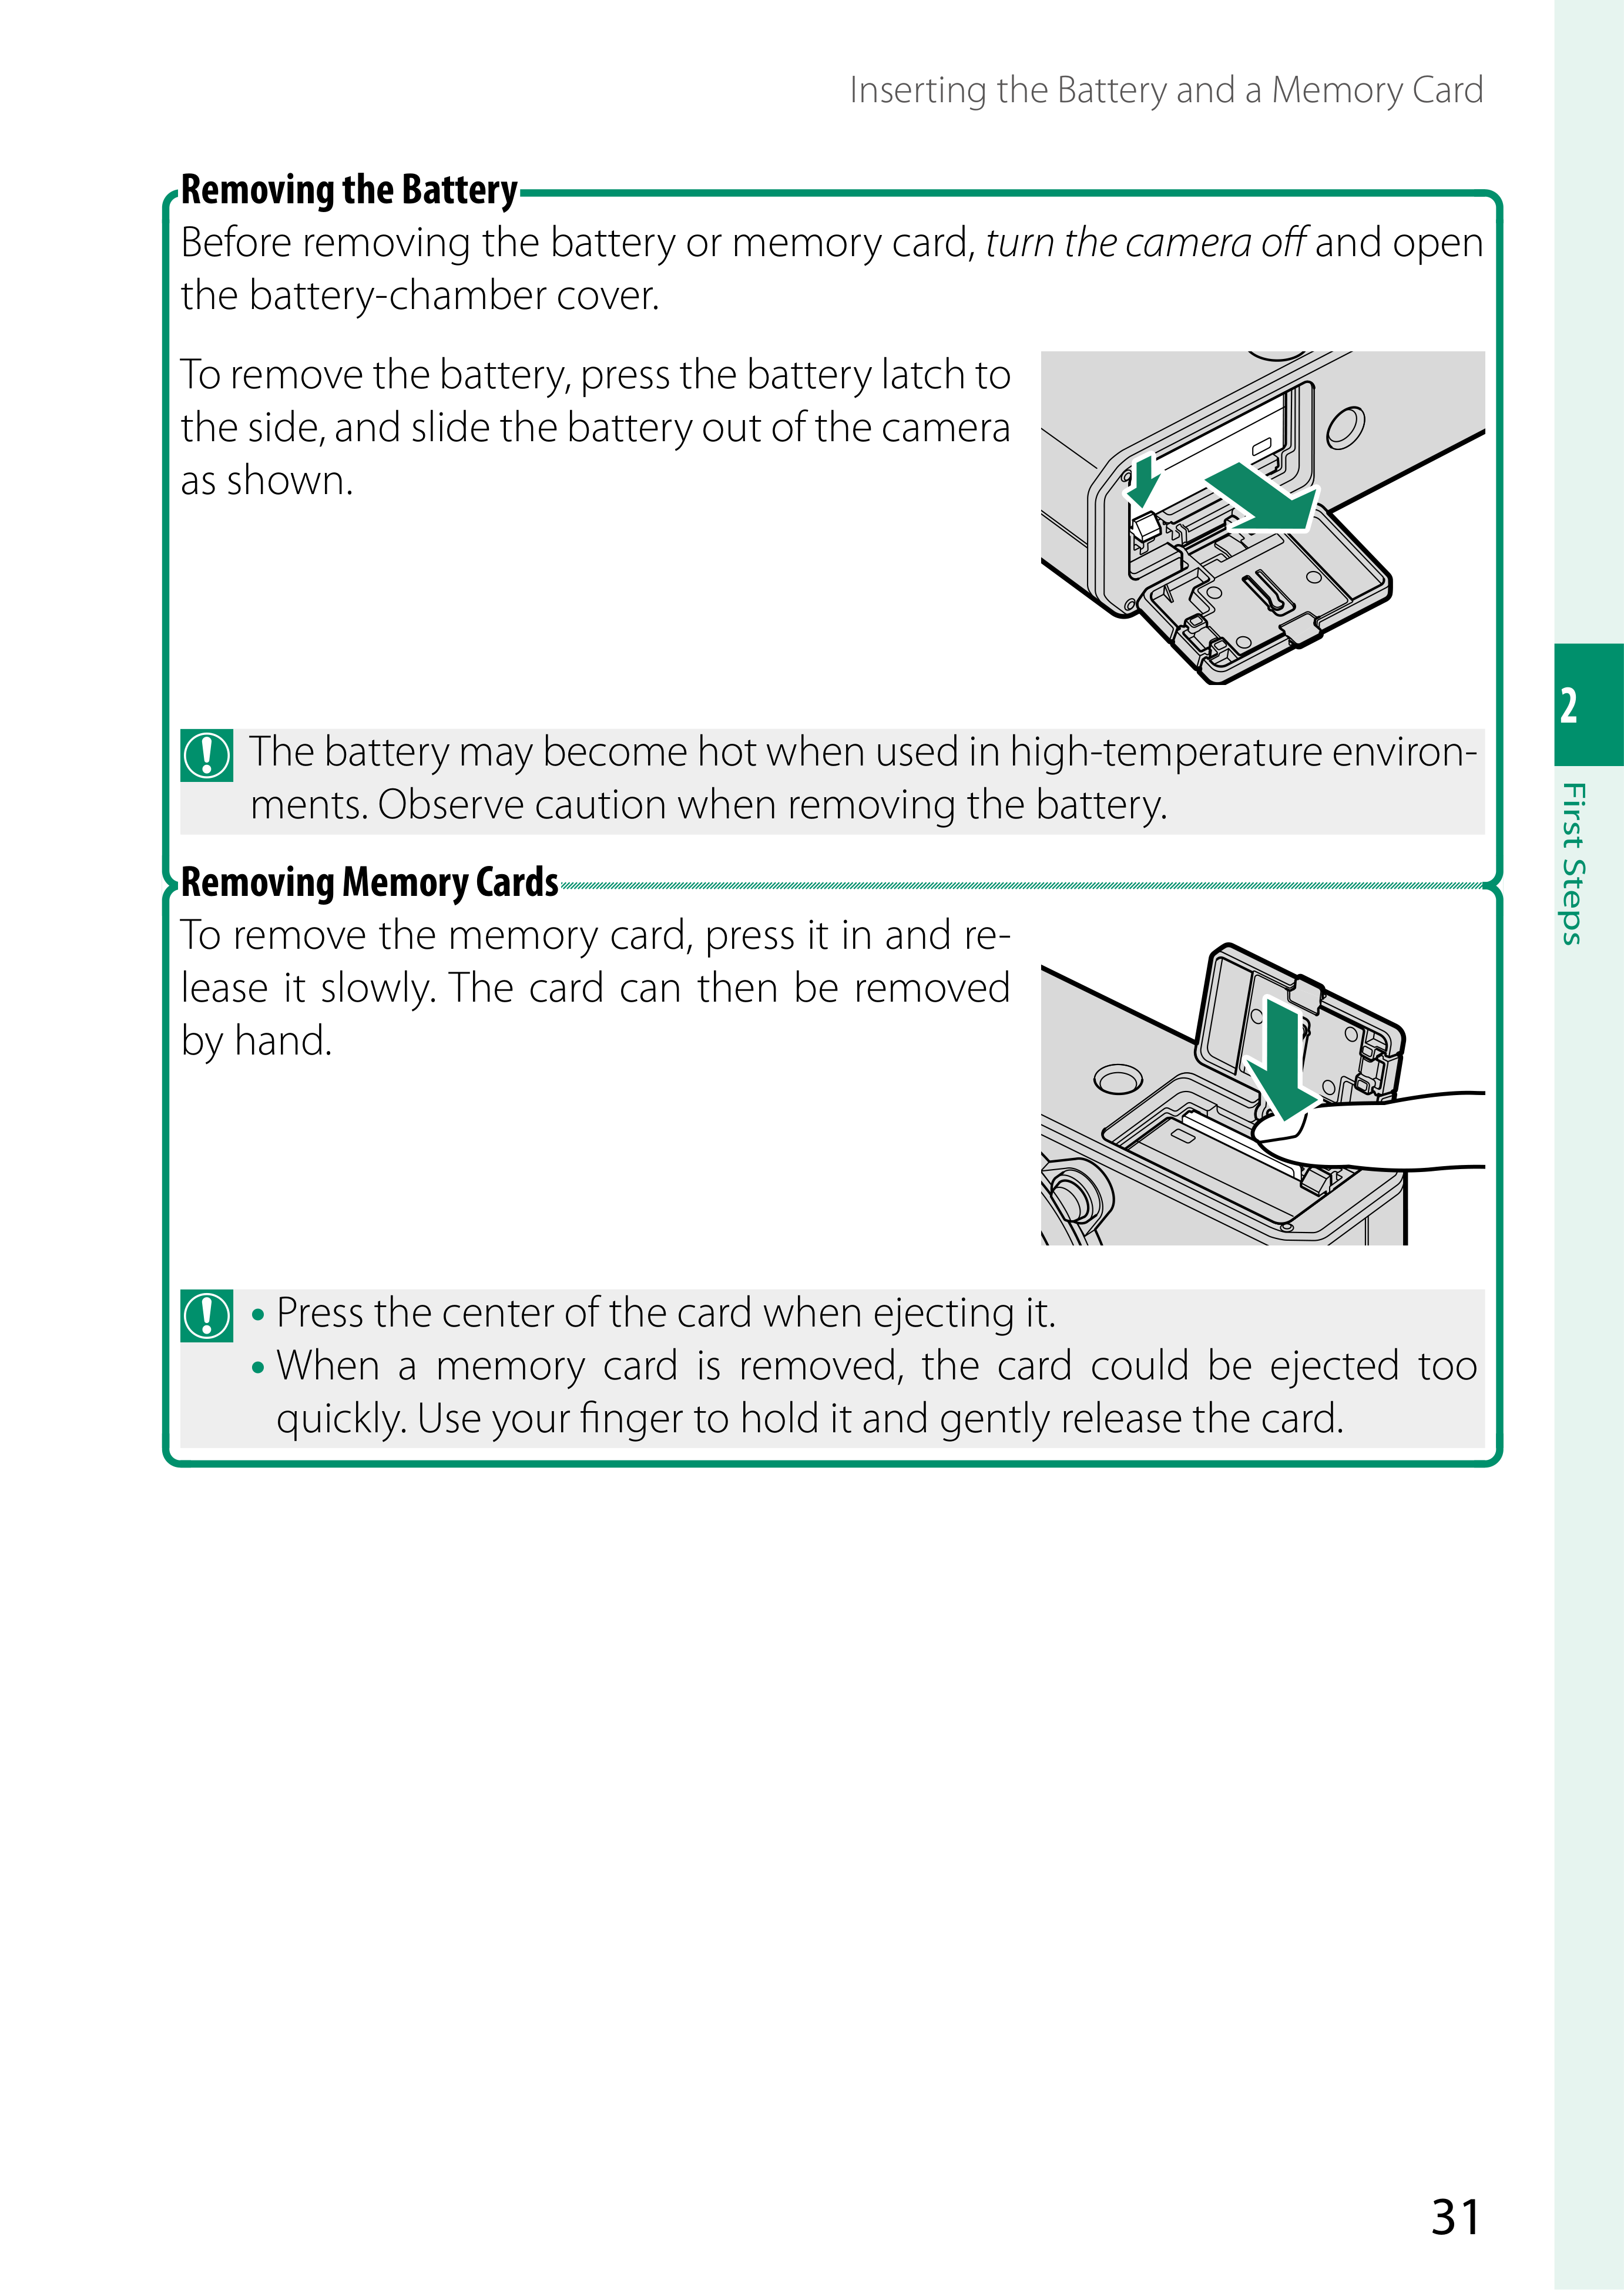 Inserting the Battery and a Memory Card
Removing the Battery
Before removing the battery or memory card, turn the camera off and open
the battery-chamber cover.
To remove the battery, press the battery latch to
the side, and slide the battery out of the camera
as shown.
The battery may become hot when used in high-temperature environ-
ments. Observe caution when removing the battery.
Removing Memory Cards
To remove the memory card, press it in and re-
lease it slowly. The card can then be removed
by hand.
• Press the center of the card when ejecting it.
• When a memory card is removed, the card could be ejected too
quickly. Use your finger to hold it and gently release the card.
2
First Steps
31